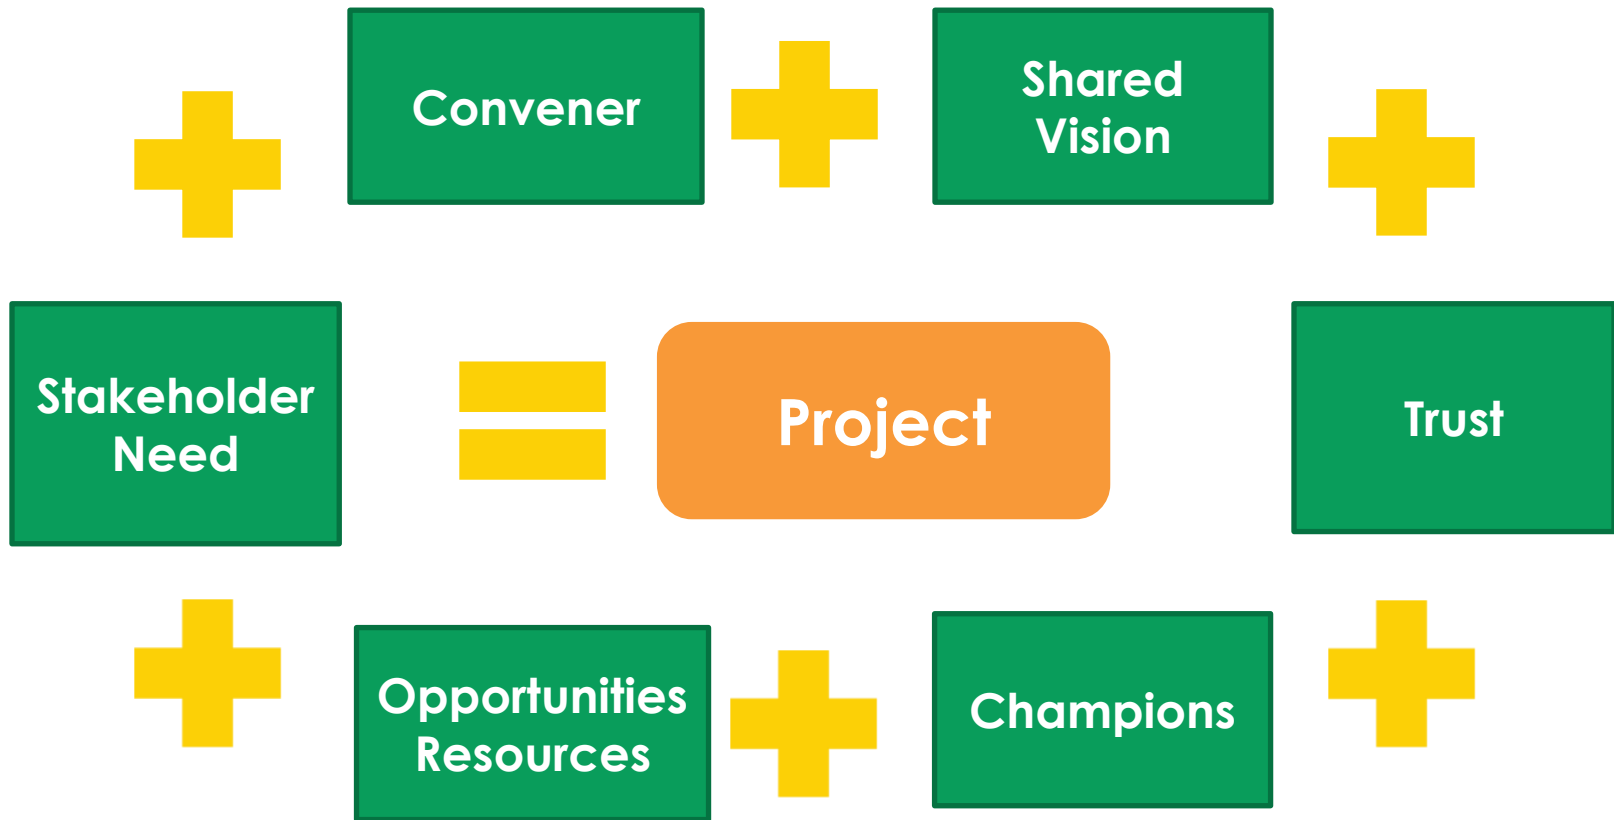 Convener
Shared
Vision
Stakeholder
Need
Project
Trust
Opportunities
Resources
Champions